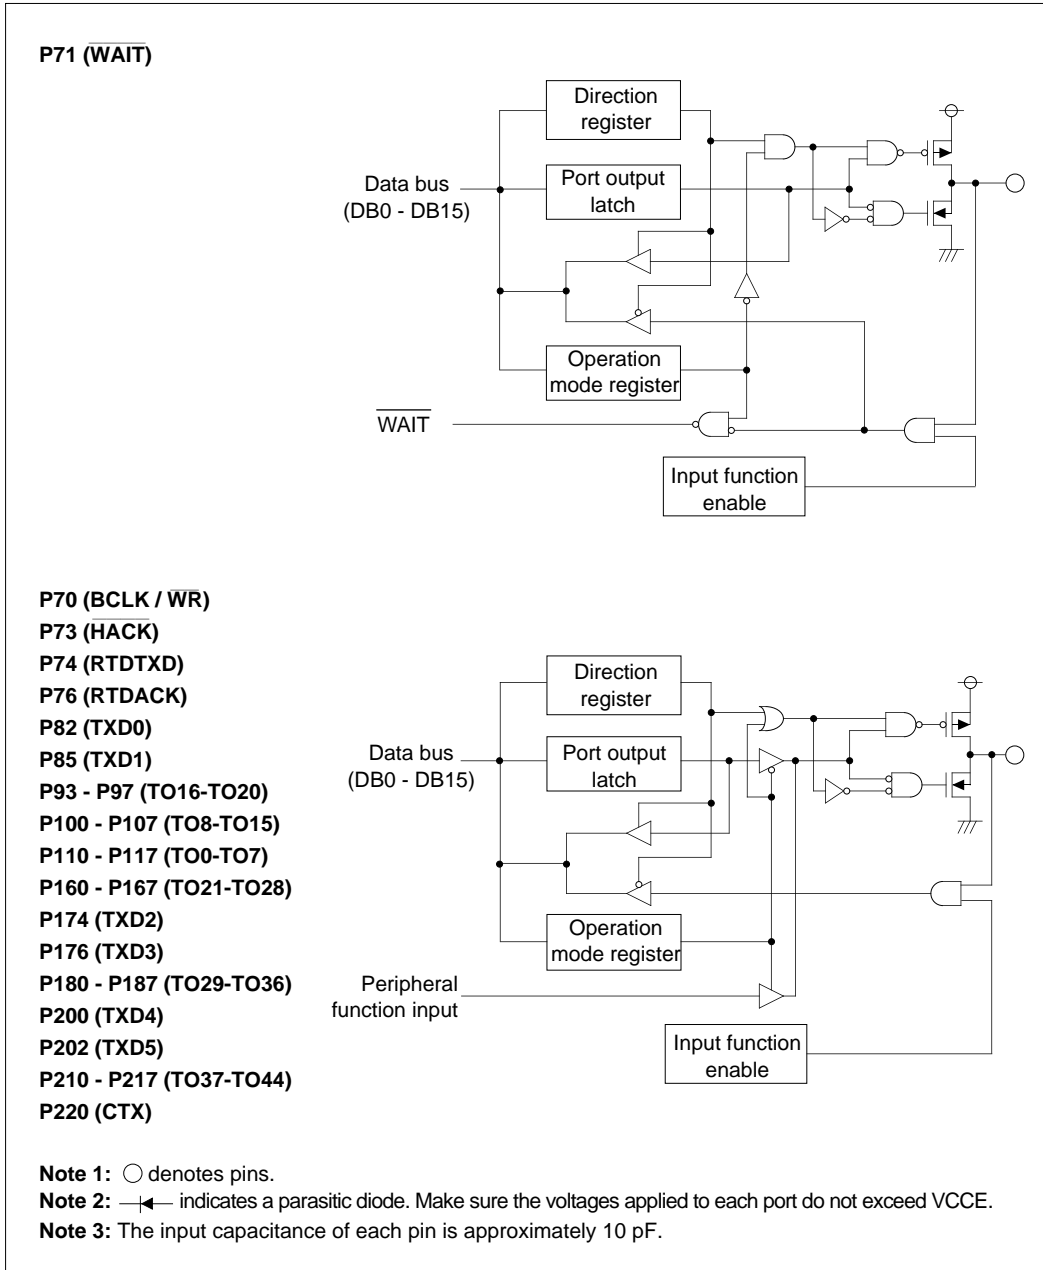 P71 (W̅A̅I̅T̅)
Direction
register
Data bus
(DB0 - DB15)
Port output
latch
Operation
mode register
W̅A̅I̅T̅
Input function
enable
P70 (BCLK / W̅R̅)
P73 (H̅A̅C̅K̅)
P74 (RTDTXD)
P76 (RTDACK)
P82 (TXD0)
P85 (TXD1)
P93 - P97 (TO16-TO20)
P100 - P107 (TO8-TO15)
P110 - P117 (TO0-TO7)
P160 - P167 (TO21-TO28)
P174 (TXD2)
P176 (TXD3)
P180 - P187 (TO29-TO36)
P200 (TXD4)
P202 (TXD5)
P210 - P217 (TO37-TO44)
P220 (CTX)
Direction
register
Data bus
(DB0 - DB15)
Port output
latch
Operation
mode register
Peripheral
function input
Input function
enable
Note 1: ○ denotes pins.
Note 2: indicates a parasitic diode. Make sure the voltages applied to each port do not exceed VCCE.
Note 3: The input capacitance of each pin is approximately 10 pF.